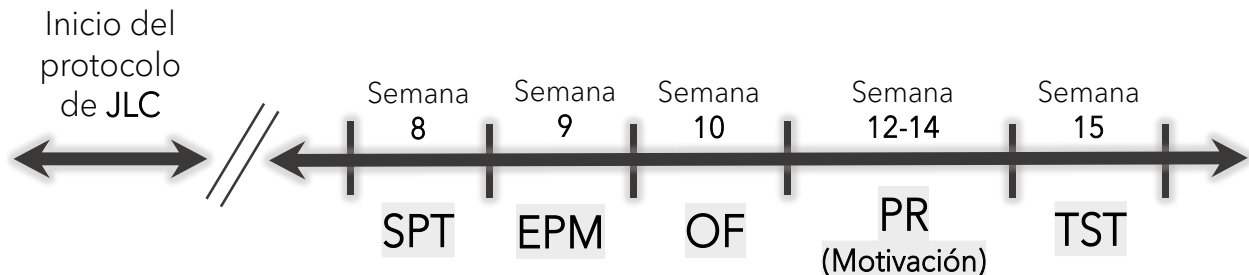 Inicio del
protocolo
de JLC
Semana
8
Semana
9
Semana
10
Semana
12-14
Semana
15
SPT
EPM
OF
PR
(Motivación)
TST